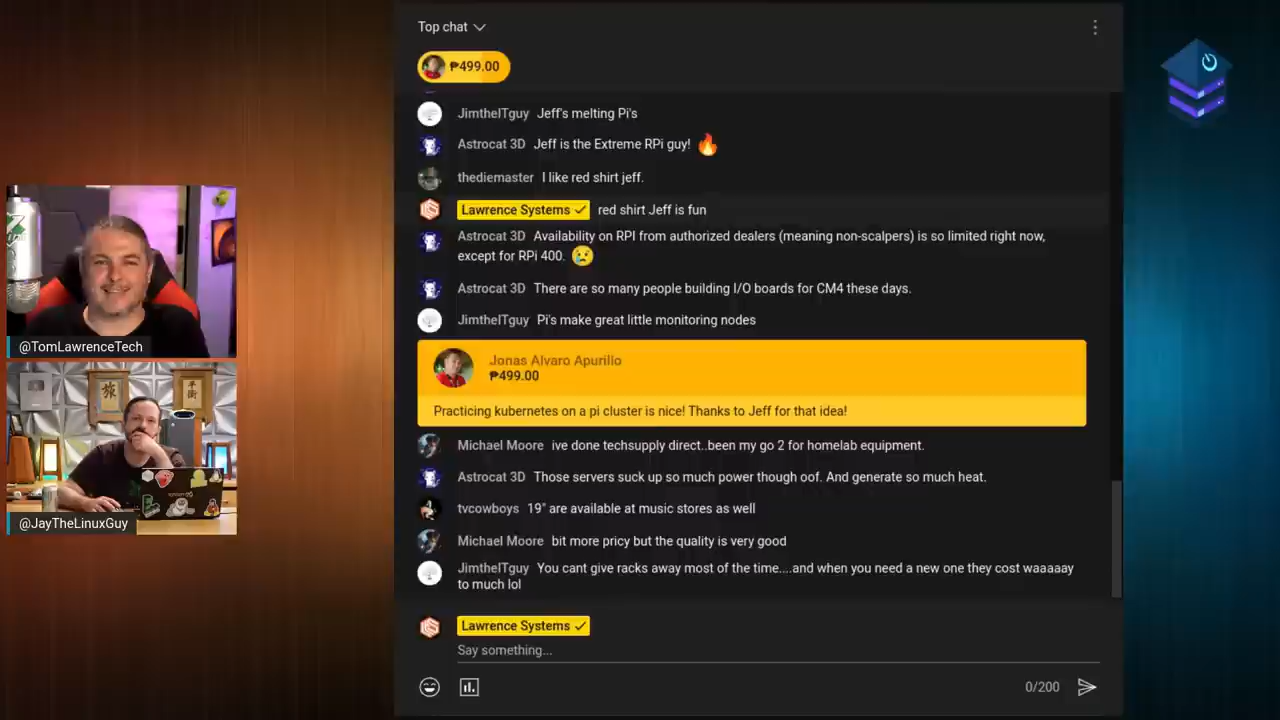 Top chat
₱499.00
JimtheITguy Jeff's melting Pi's
Astrocat 3D Jeff is the Extreme RPi guy! 🔥
thediemaster I like red shirt jeff.
Lawrence Systems ✓ red shirt Jeff is fun
Astrocat 3D Availability on RPI from authorized dealers (meaning non-scalpers) is so limited right now,
except for RPi 400. 😢
Astrocat 3D There are so many people building I/O boards for CM4 these days.
JimtheITguy Pi's make great little monitoring nodes
Jonas Alvaro Apurillo
₱499.00
Practicing kubernetes on a pi cluster is nice! Thanks to Jeff for that idea!
Michael Moore ive done techsupply direct..been my go 2 for homelab equipment.
Astrocat 3D Those servers suck up so much power though oof. And generate so much heat.
tvcowboys 19" are available at music stores as well
Michael Moore bit more pricy but the quality is very good
JimtheITguy You cant give racks away most of the time....and when you need a new one they cost waaaaay
to much lol
Lawrence Systems ✓
Say something...
0/200
@TomLawrenceTech
@JayTheLinuxGuy